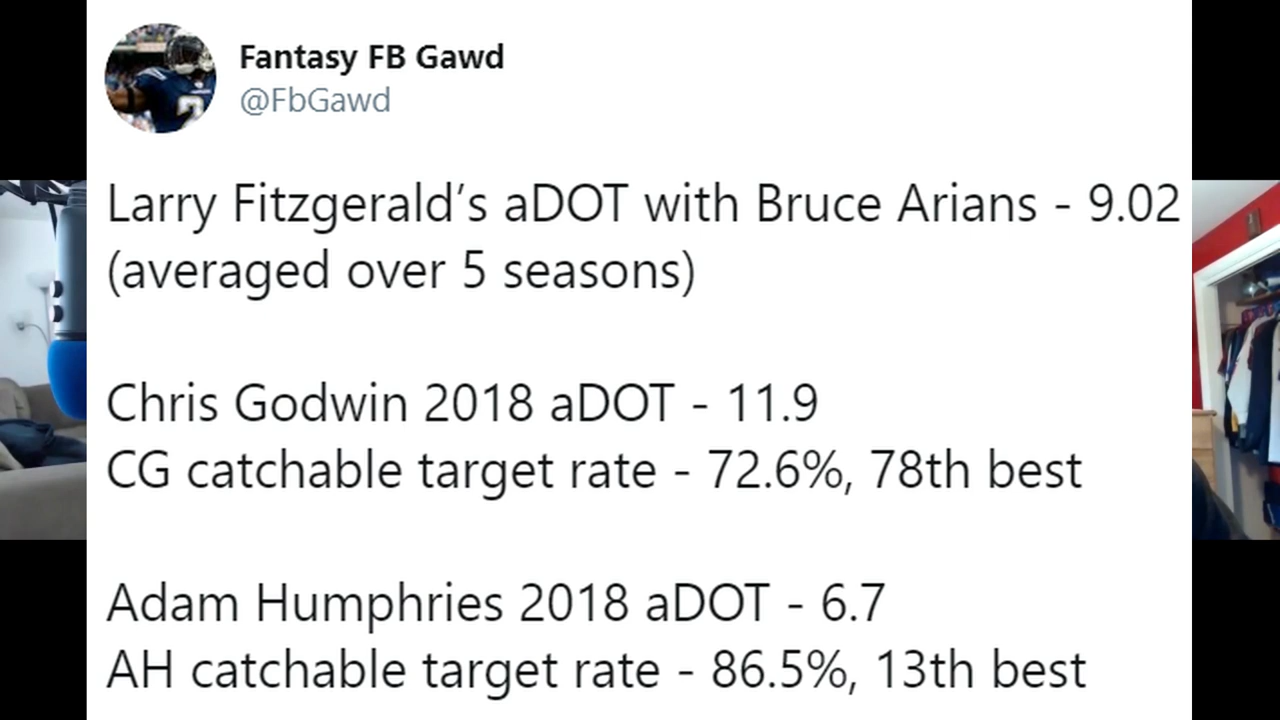 Fantasy FB Gawd
@FbGawd
Larry Fitzgerald’s aDOT with Bruce Arians - 9.02
(averaged over 5 seasons)
Chris Godwin 2018 aDOT - 11.9
CG catchable target rate - 72.6%, 78th best
Adam Humphries 2018 aDOT - 6.7
AH catchable target rate - 86.5%, 13th best